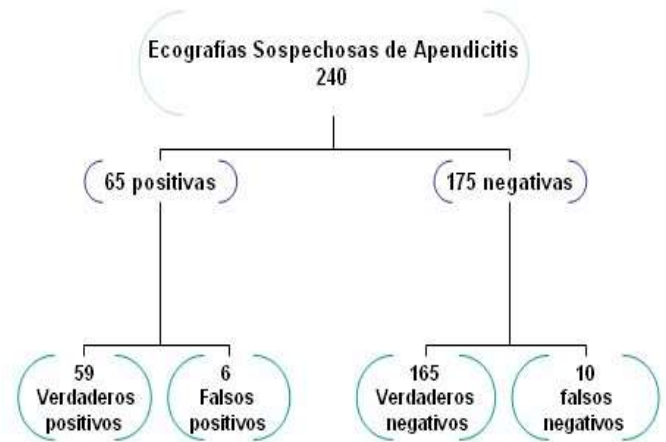 Ecografías Sospechosas de Apendicitis
240
65 positivas
175 negativas
59
Verdaderos
positivos
6
Falsos
positivos
165
Verdaderos
negativos
10
falsos
negativos